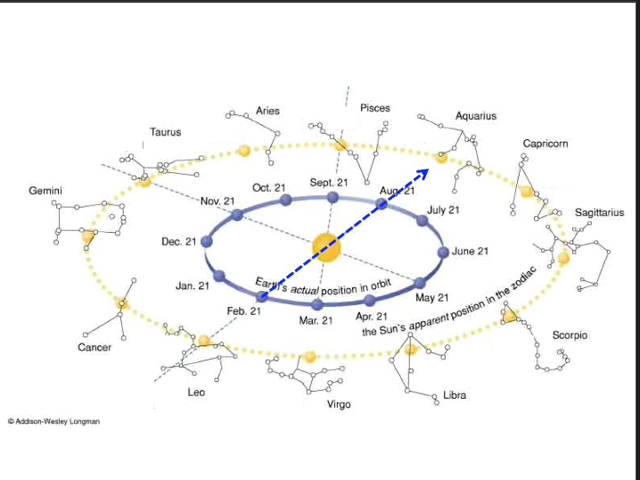 Pisces
Aries
Aquarius
Taurus
Capricorn
Gemini
Sept. 21
Oct. 21
Aug. 21
Nov. 21
July 21
Sagittarius
Dec. 21
June 21
Earth's actual position in orbit
Jan. 21
May 21
Feb. 21
Apr. 21
Mar. 21
the Sun's apparent position in the zodiac
Cancer
Scorpio
Leo
Libra
Virgo
© Addison-Wesley Longman